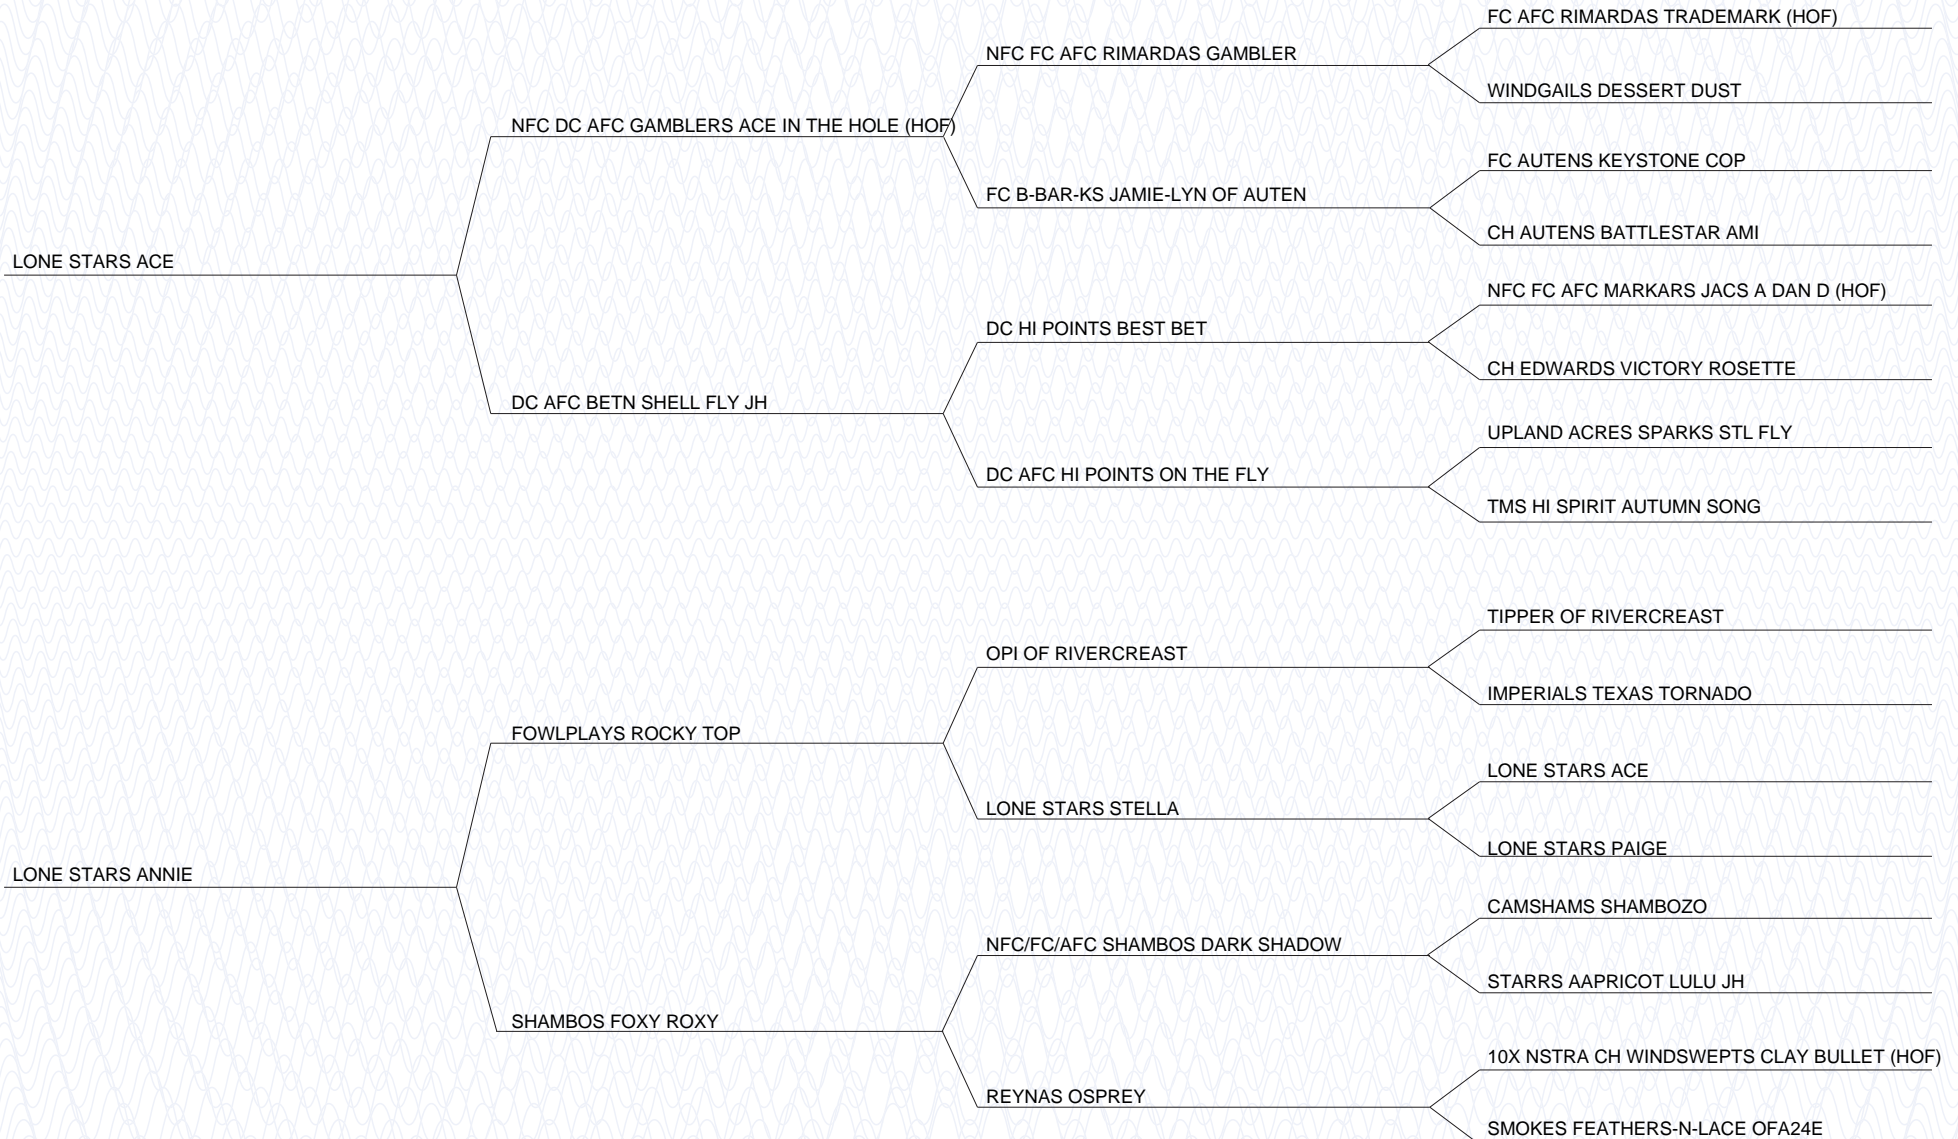 FC AFC RIMARDAS TRADEMARK (HOF)
NFC FC AFC RIMARDAS GAMBLER
WINDGAILS DESSERT DUST
NFC DC AFC GAMBLERS ACE IN THE HOLE (HOF)
FC AUTENS KEYSTONE COP
FC B-BAR-KS JAMIE-LYN OF AUTEN
CH AUTENS BATTLESTAR AMI
LONE STARS ACE
NFC FC AFC MARKARS JACS A DAN D (HOF)
DC HI POINTS BEST BET
CH EDWARDS VICTORY ROSETTE
DC AFC BETN SHELL FLY JH
UPLAND ACRES SPARKS STL FLY
DC AFC HI POINTS ON THE FLY
TMS HI SPIRIT AUTUMN SONG
TIPPER OF RIVERCREAST
OPI OF RIVERCREAST
IMPERIALS TEXAS TORNADO
FOWLPLAYS ROCKY TOP
LONE STARS ACE
LONE STARS STELLA
LONE STARS PAIGE
LONE STARS ANNIE
CAMSHAMS SHAMBOZO
NFC/FC/AFC SHAMBOS DARK SHADOW
STARRS AAPRICOT LULU JH
SHAMBOS FOXY ROXY
10X NSTRA CH WINDSWEPTS CLAY BULLET (HOF)
REYNAS OSPREY
SMOKES FEATHERS-N-LACE OFA24E